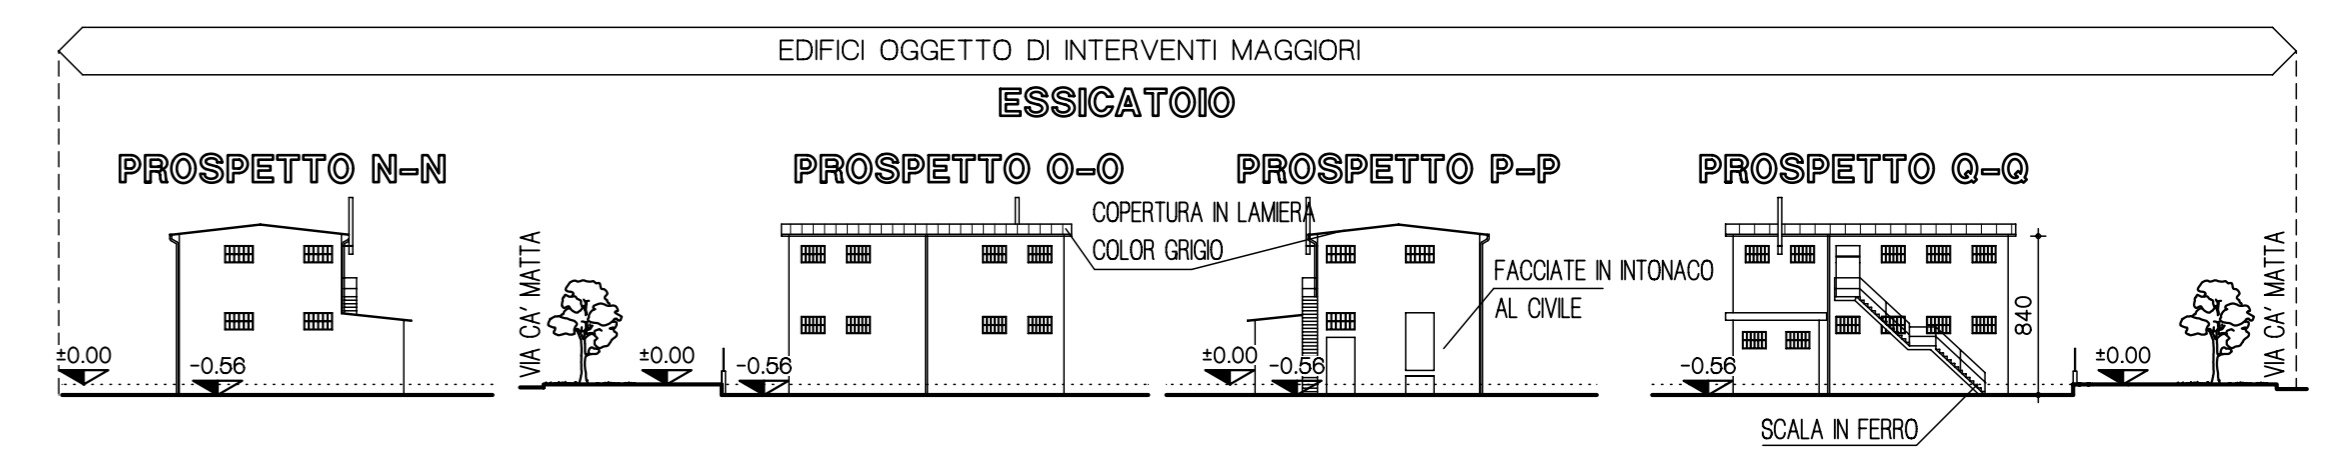 EDIFICI OGGETTO DI INTERVENTI MAGGIORI
ESSICATOIO
PROSPETTO N-N
PROSPETTO O-O
PROSPETTO P-P
PROSPETTO Q-Q
COPERTURA IN LAMIERA
COLOR GRIGIO
FACCIATE IN INTONACO
AL CIVILE
VIA CA' MATTA
VIA CA' MATTA
840
±0.00
-0.56
±0.00
-0.56
±0.00
-0.56
-0.56
±0.00
SCALA IN FERRO